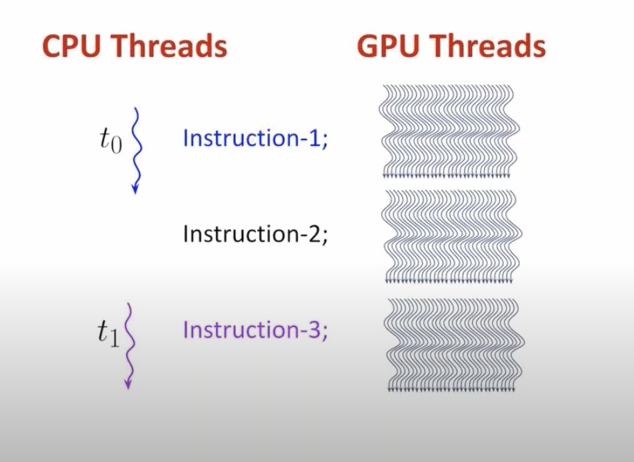 CPU Threads GPU Threads
t0 Instruction-1;
Instruction-2;
t1 Instruction-3;